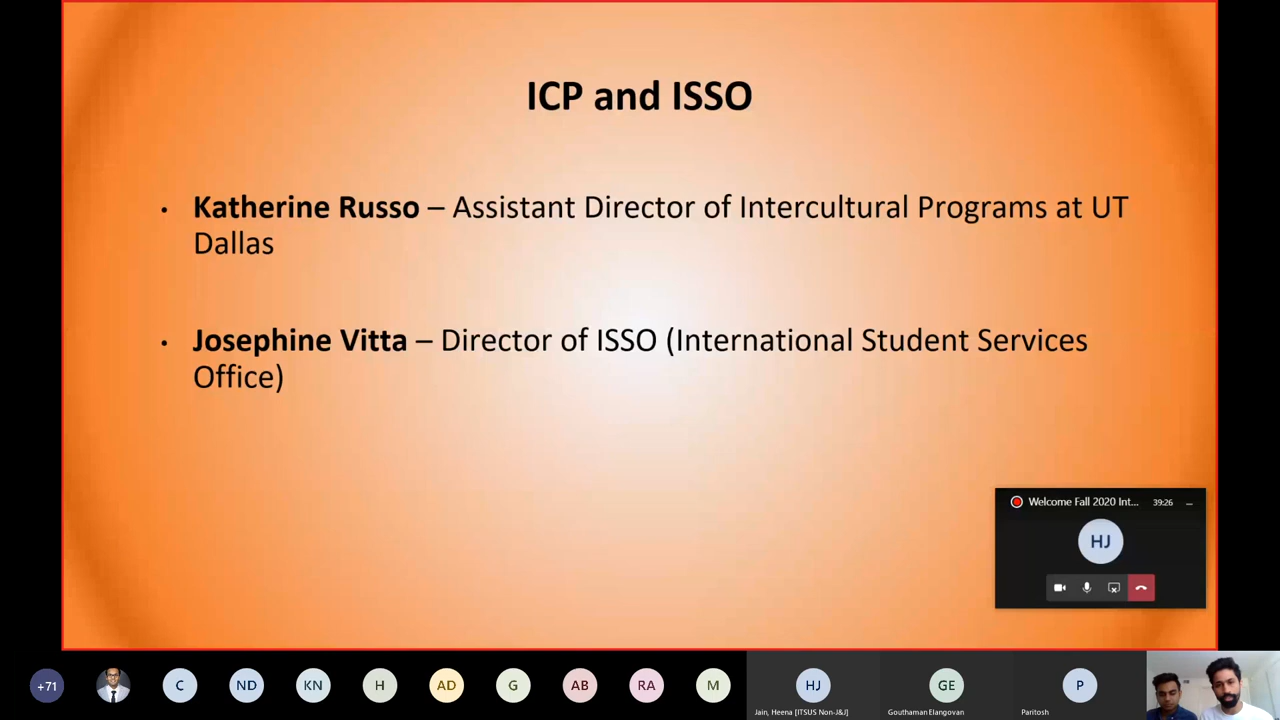 ICP and ISSO
• Katherine Russo – Assistant Director of Intercultural Programs at UT
Dallas
• Josephine Vitta – Director of ISSO (International Student Services
Office)
Welcome Fall 2020 Int... 39:26
HJ
+71 C ND KN H AD G AB RA M HJ GE P
Jain, Heena [ITSUS Non-J&J] Gouthaman Elangovan Paritosh